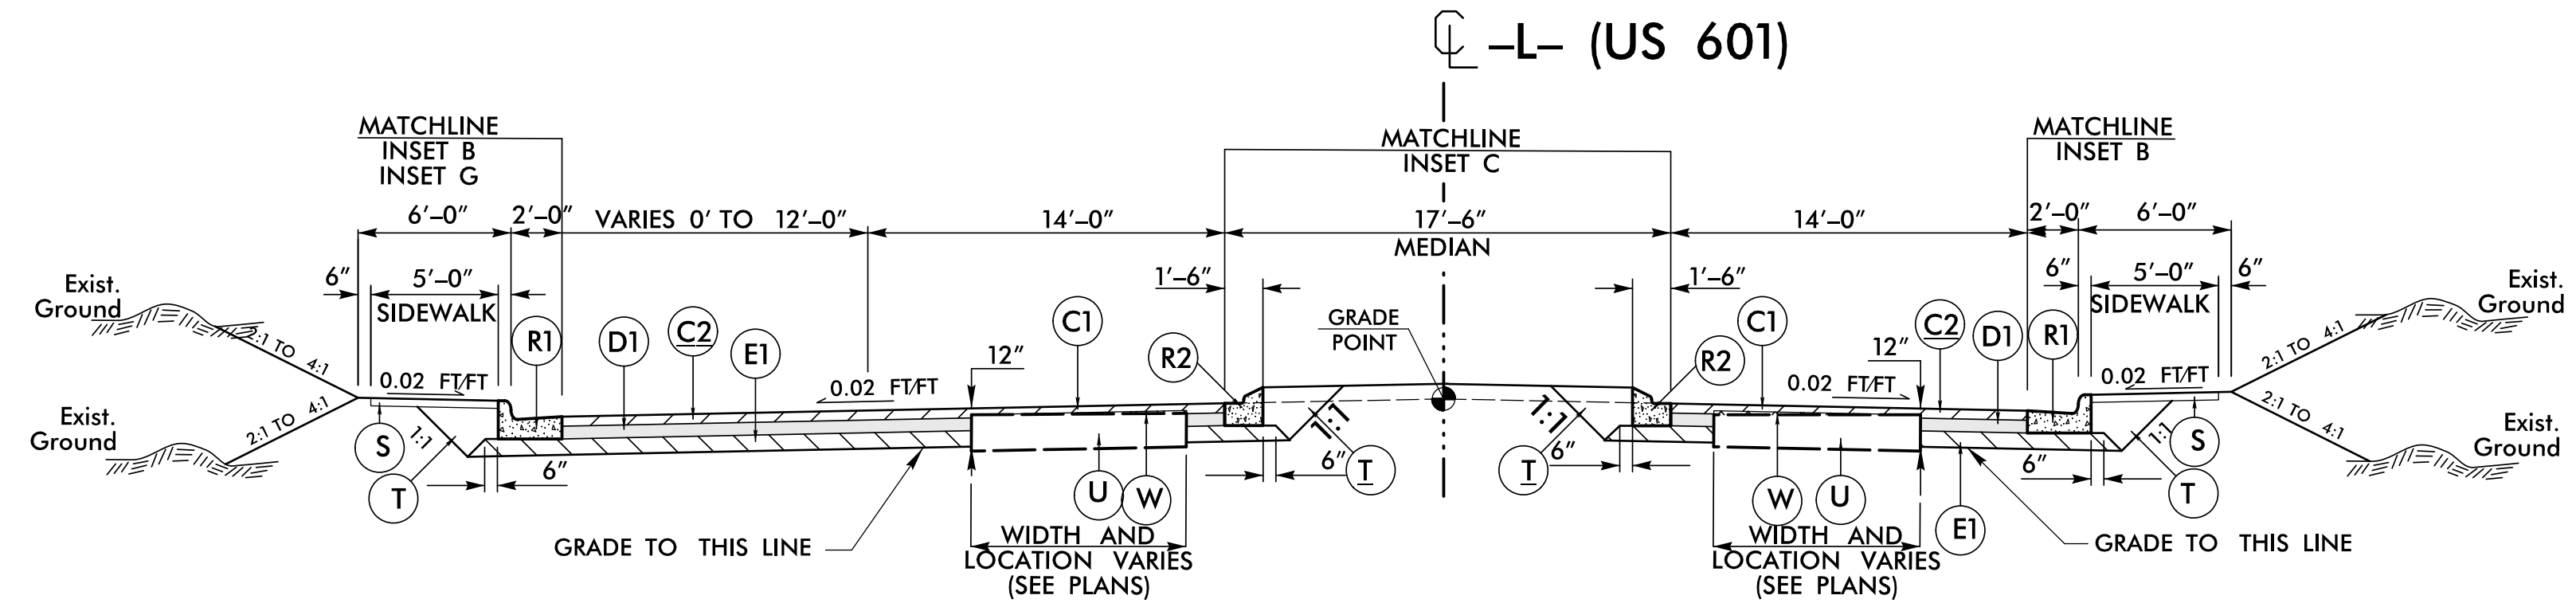 ℄ –L– (US 601)
MATCHLINE
INSET B
INSET G
MATCHLINE
INSET C
MATCHLINE
INSET B
6'–0" 2'–0" VARIES 0' TO 12'–0" 14'–0" 17'–6" 14'–0" 2'–0" 6'–0"
MEDIAN
6" 5'–0" 1'–6" 1'–6" 6" 5'–0" 6"
SIDEWALK SIDEWALK
Exist.
Ground
Exist.
Ground
R1 D1 C2 E1 12" C1 R2
GRADE
POINT
R2 C1 12" C2 D1 R1
2:1 TO 4:1
0.02 FT/FT 0.02 FT/FT 0.02 FT/FT 0.02 FT/FT
2:1 TO 4:1
Exist.
Ground
2:1 TO 4:1
2:1 TO 4:1
Exist.
Ground
S 1:1 1:1 1:1 1:1 S
T 6" U W 6" T T 6" W U E1 6" T
GRADE TO THIS LINE
WIDTH AND
LOCATION VARIES
(SEE PLANS)
WIDTH AND
LOCATION VARIES
(SEE PLANS)
GRADE TO THIS LINE